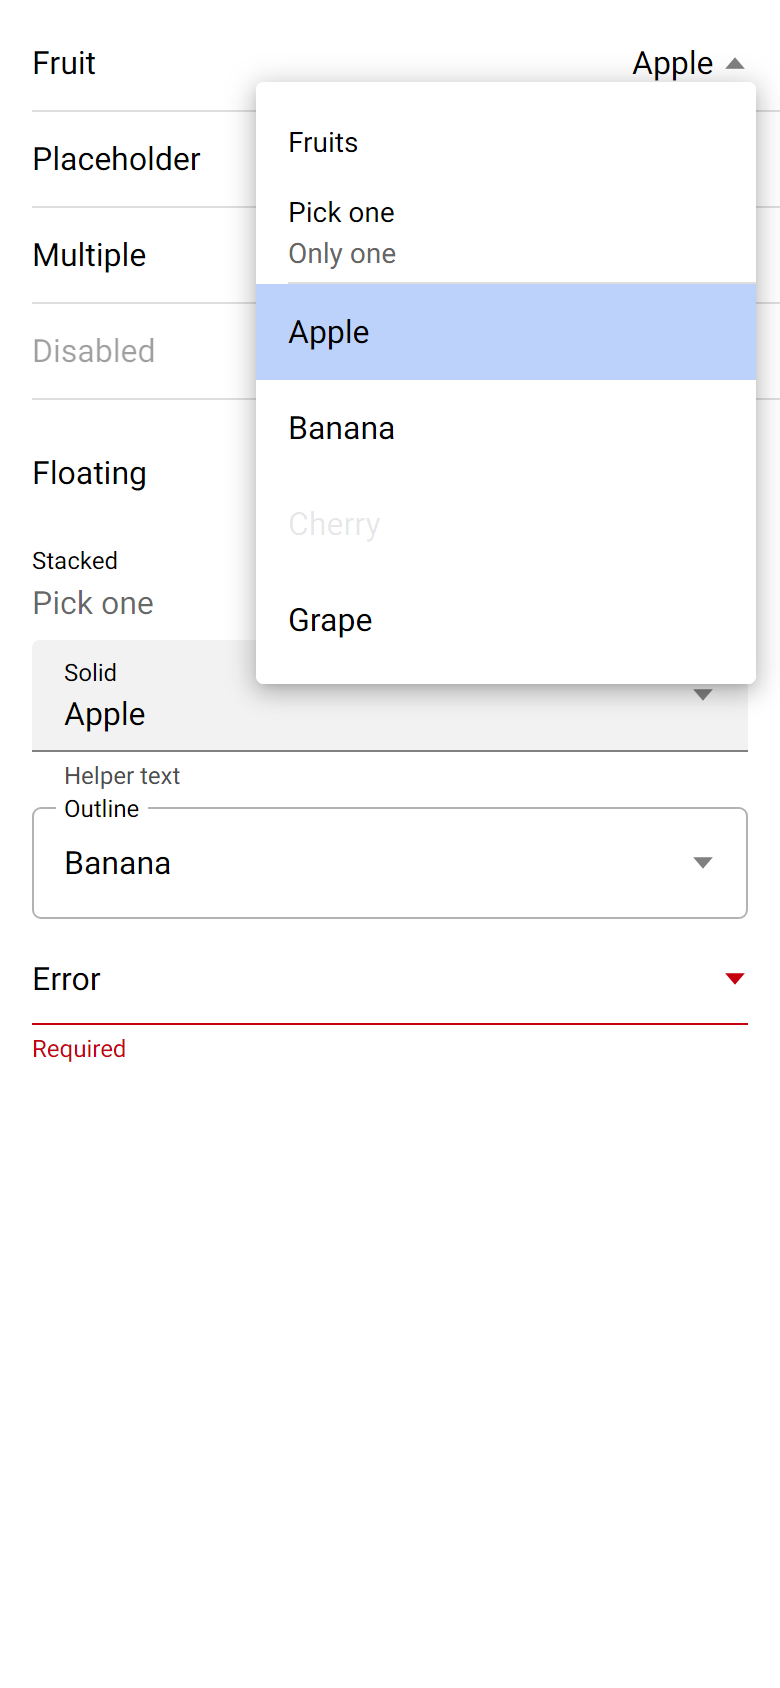 Fruit Apple
Fruits
Placeholder
Pick one
Multiple
Only one
Apple
Disabled
Banana
Floating
Cherry
Stacked
Pick one
Grape
Solid
Apple
Helper text
Outline
Banana
Error
Required